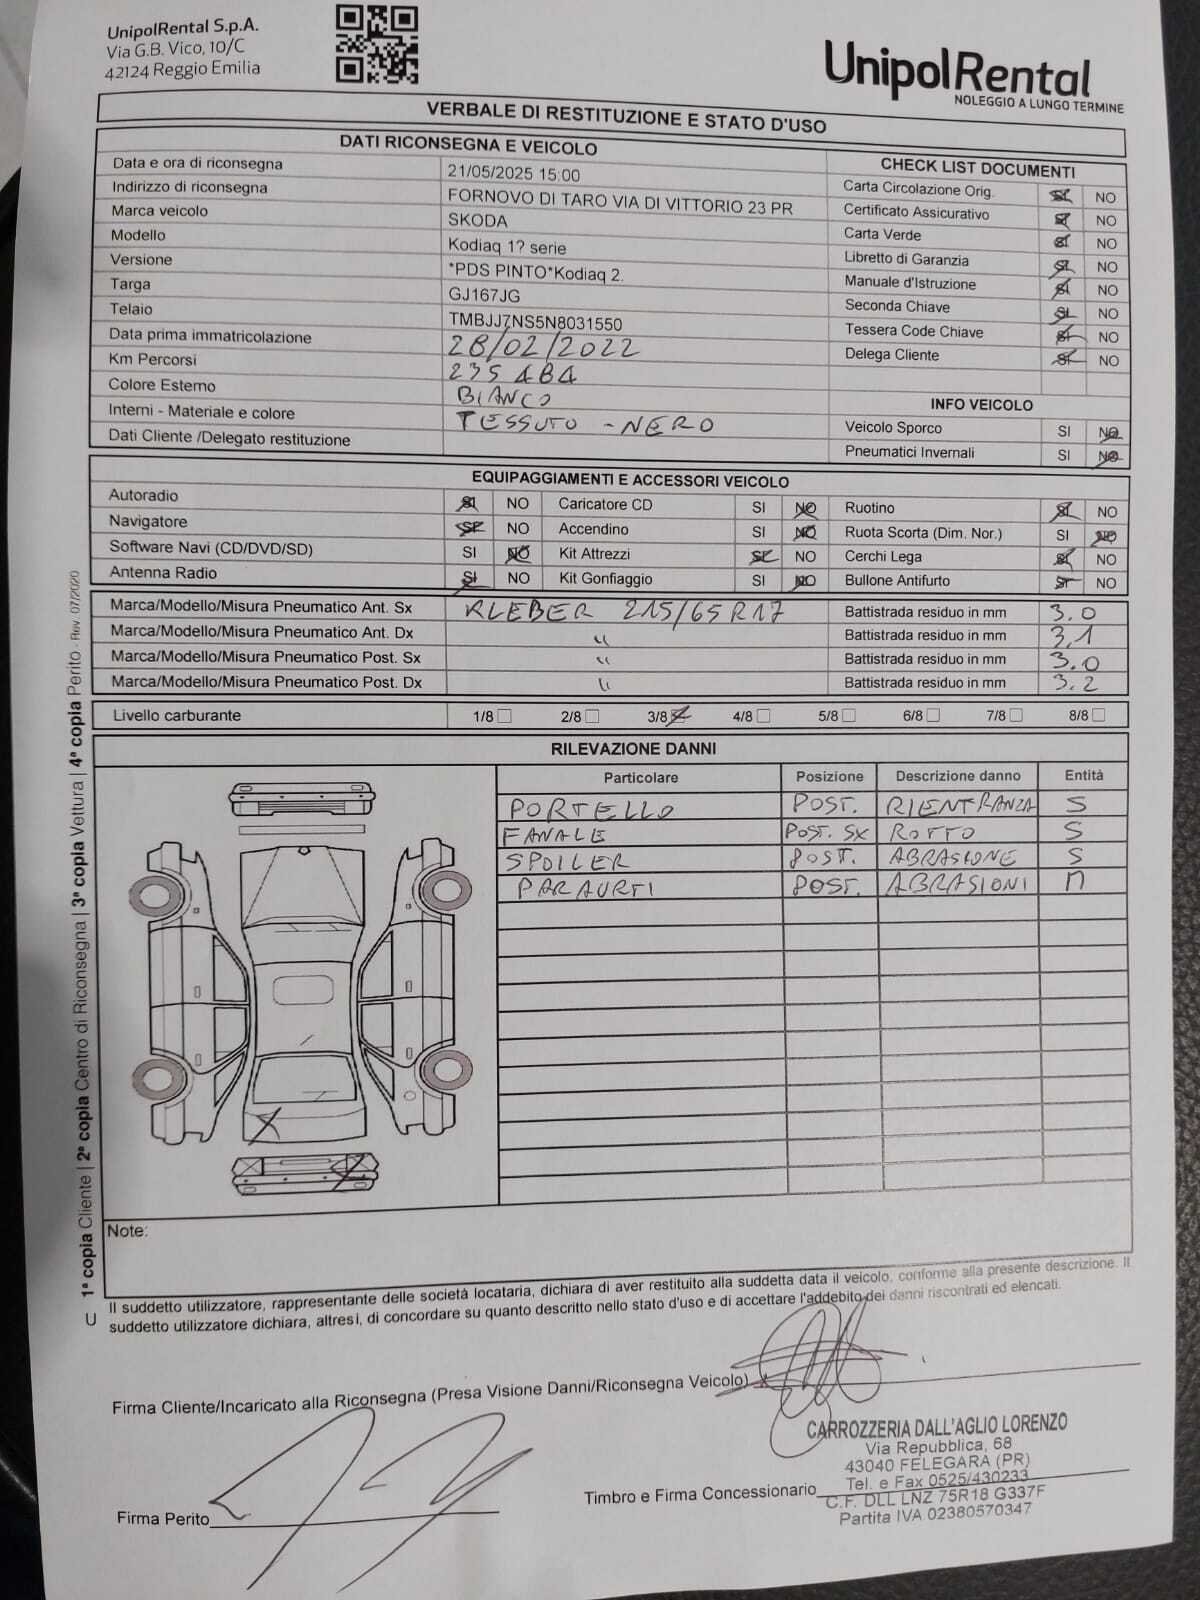 UnipolRental S.p.A.
Via G.B. Vico, 10/C
42124 Reggio Emilia
UnipolRental
NOLEGGIO A LUNGO TERMINE
VERBALE DI RESTITUZIONE E STATO D'USO
DATI RICONSEGNA E VEICOLO
Data e ora di riconsegna 21/05/2025 15:00
Indirizzo di riconsegna FORNOVO DI TARO VIA DI VITTORIO 23 PR
Marca veicolo SKODA
Modello Kodiaq 1? serie
Versione *PDS PINTO*Kodiaq 2.
Targa GJ167JG
Telaio TMBJJ7NS5N8031550
Data prima immatricolazione 28/02/2022
Km Percorsi 235484
Colore Esterno BIANCO
Interni - Materiale e colore TESSUTO - NERO
Dati Cliente /Delegato restituzione
CHECK LIST DOCUMENTI
Carta Circolazione Orig. SI NO
Certificato Assicurativo SI NO
Carta Verde SI NO
Libretto di Garanzia SI NO
Manuale d'Istruzione SI NO
Seconda Chiave SI NO
Tessera Code Chiave SI NO
Delega Cliente SI NO
INFO VEICOLO
Veicolo Sporco SI NO
Pneumatici Invernali SI NO
EQUIPAGGIAMENTI E ACCESSORI VEICOLO
Autoradio SI NO Caricatore CD SI NO Ruotino SI NO
Navigatore SI NO Accendino SI NO Ruota Scorta (Dim. Nor.) SI NO
Software Navi (CD/DVD/SD) SI NO Kit Attrezzi SI NO Cerchi Lega SI NO
Antenna Radio SI NO Kit Gonfiaggio SI NO Bullone Antifurto SI NO
Marca/Modello/Misura Pneumatico Ant. Sx KLEBER 215/65 R17 Battistrada residuo in mm 3.0
Marca/Modello/Misura Pneumatico Ant. Dx " Battistrada residuo in mm 3,1
Marca/Modello/Misura Pneumatico Post. Sx " Battistrada residuo in mm 3.0
Marca/Modello/Misura Pneumatico Post. Dx " Battistrada residuo in mm 3.2
Livello carburante 1/8 2/8 3/8 4/8 5/8 6/8 7/8 8/8
RILEVAZIONE DANNI
Particolare Posizione Descrizione danno Entità
PORTELLO POST. RIENTRANZA S
FANALE POST. SX ROTTO S
SPOILER POST. ABRASIONE S
PARAURTI POST. ABRASIONI M
Note:
Il suddetto utilizzatore, rappresentante delle società locataria, dichiara di aver restituito alla suddetta data il veicolo, conforme alla presente descrizione. Il
suddetto utilizzatore dichiara, altresi, di concordare su quanto descritto nello stato d'uso e di accettare l'addebito dei danni riscontrati ed elencati.
Firma Cliente/Incaricato alla Riconsegna (Presa Visione Danni/Riconsegna Veicolo)
CARROZZERIA DALL'AGLIO LORENZO
Via Repubblica, 68
43040 FELEGARA (PR)
Tel. e Fax 0525/430233
C.F. DLL LNZ 75R18 G337F
Partita IVA 02380570347
Timbro e Firma Concessionario
Firma Perito
1ª copia Cliente | 2ª copia Centro di Riconsegna | 3ª copia Vettura | 4ª copia Perito - Rev. 07/2020